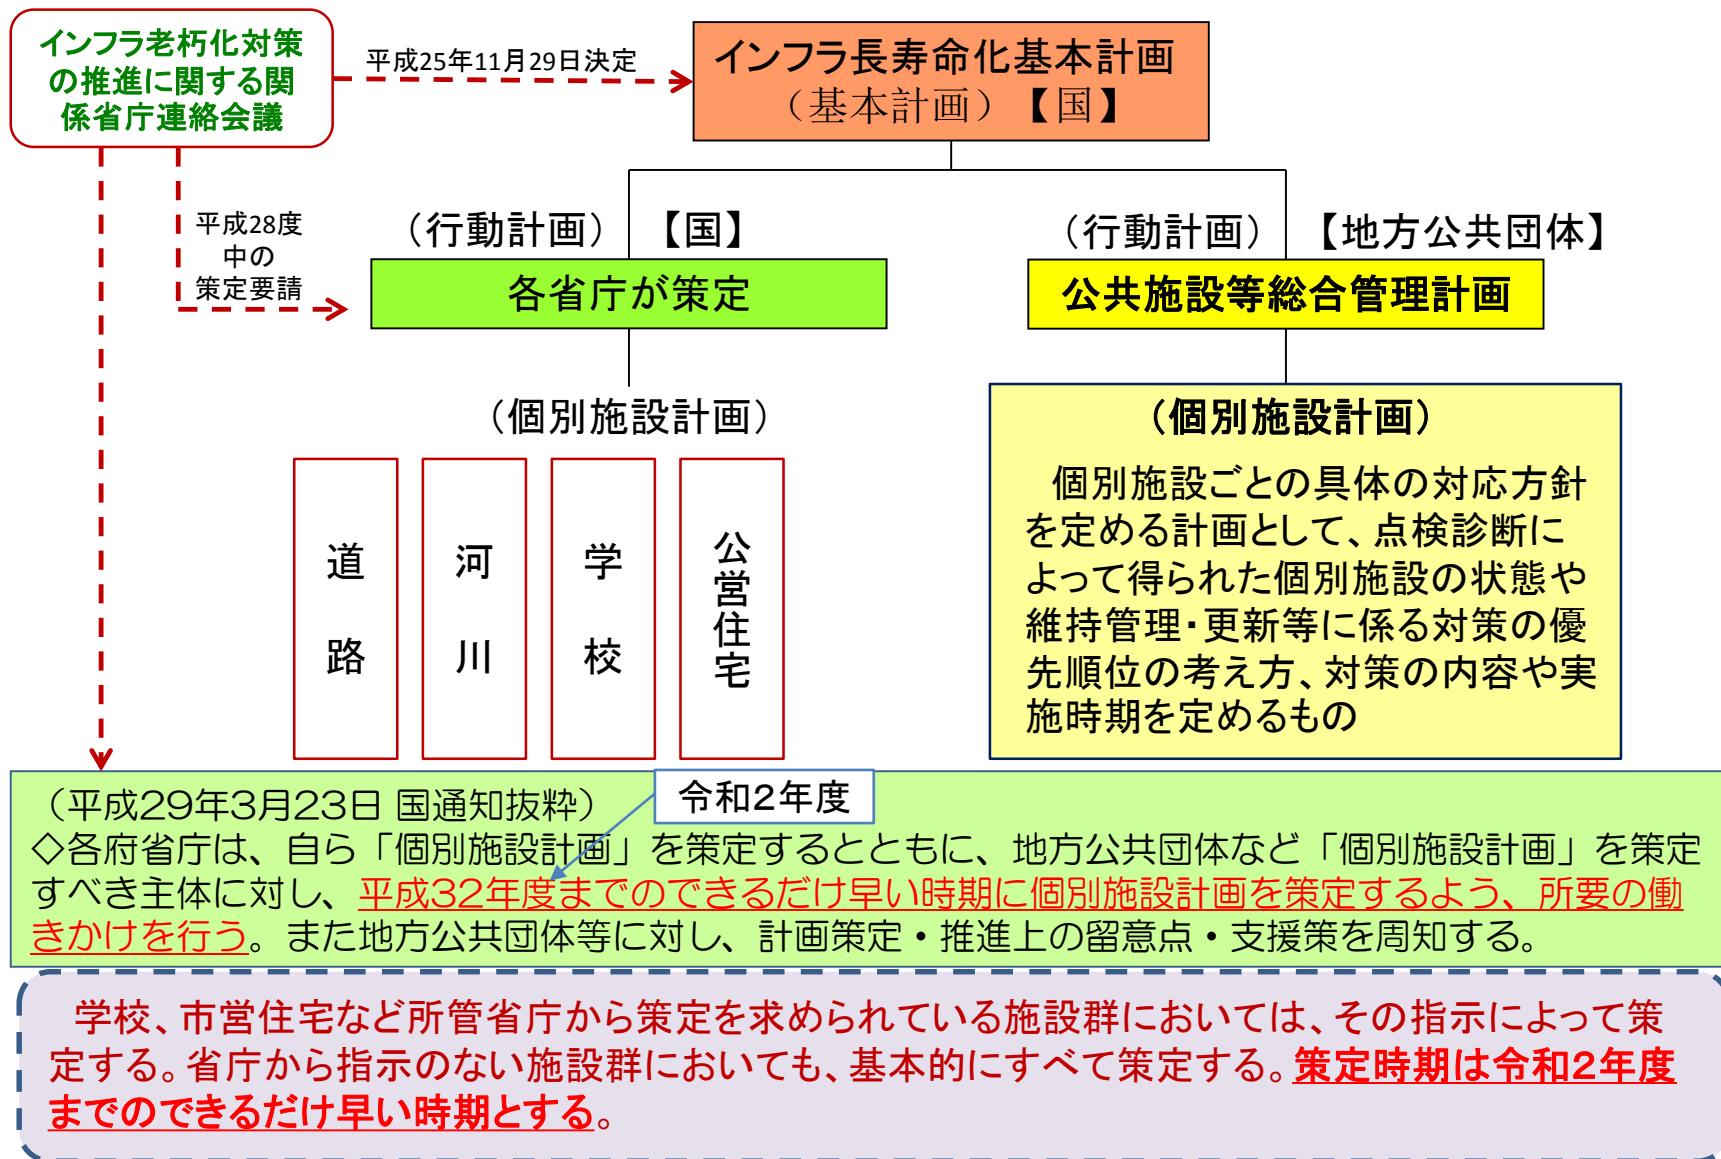 インフラ老朽化対策
の推進に関する関
係省庁連絡会議
平成25年11月29日決定
インフラ長寿命化基本計画
（基本計画）【国】
平成28度
中の
策定要請
（行動計画）【国】
各省庁が策定
（行動計画）【地方公共団体】
公共施設等総合管理計画
（個別施設計画）
道路
河川
学校
公営住宅
（個別施設計画）
個別施設ごとの具体の対応方針
を定める計画として、点検診断に
よって得られた個別施設の状態や
維持管理・更新等に係る対策の優
先順位の考え方、対策の内容や実
施時期を定めるもの
（平成29年3月23日 国通知抜粋）
令和2年度
◇各府省庁は、自ら「個別施設計画」を策定するとともに、地方公共団体など「個別施設計画」を策定
すべき主体に対し、平成32年度までのできるだけ早い時期に個別施設計画を策定するよう、所要の働
きかけを行う。また地方公共団体等に対し、計画策定・推進上の留意点・支援策を周知する。
学校、市営住宅など所管省庁から策定を求められている施設群においては、その指示によって策
定する。省庁から指示のない施設群においても、基本的にすべて策定する。策定時期は令和2年度
までのできるだけ早い時期とする。